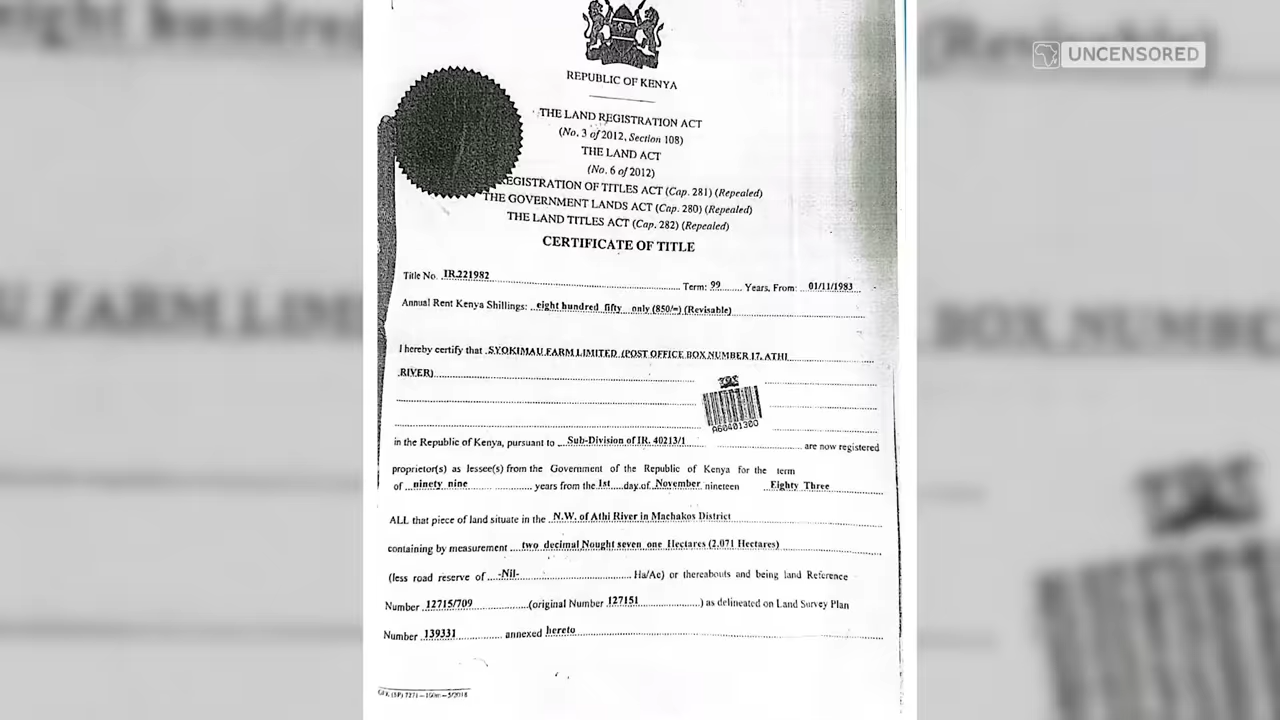 UNCENSORED
REPUBLIC OF KENYA
THE LAND REGISTRATION ACT
(No. 3 of 2012, Section 108)
THE LAND ACT
(No. 6 of 2012)
REGISTRATION OF TITLES ACT (Cap. 281) (Repealed)
THE GOVERNMENT LANDS ACT (Cap. 280) (Repealed)
THE LAND TITLES ACT (Cap. 282) (Repealed)
CERTIFICATE OF TITLE
Title No. IR.221982 Term: 99 Years, From: 01/11/1983
Annual Rent Kenya Shillings: eight hundred fifty only (850/=) (Revisable)
I hereby certify that SYOKIMAU FARM LIMITED (POST OFFICE BOX NUMBER 17, ATHI
RIVER)
A60401300
in the Republic of Kenya, pursuant to Sub-Division of IR. 40213/1 are now registered
proprietor(s) as lessee(s) from the Government of the Republic of Kenya for the term
of ninety nine years from the 1st day of November nineteen Eighty Three
ALL that piece of land situate in the N.W. of Athi River in Machakos District
containing by measurement two decimal Nought seven one Hectares (2.071 Hectares)
(less road reserve of -Nil- Ha/Ac) or thereabouts and being land Reference
Number 12715/709 (original Number 127151 ) as delineated on Land Survey Plan
Number 139331 annexed hereto